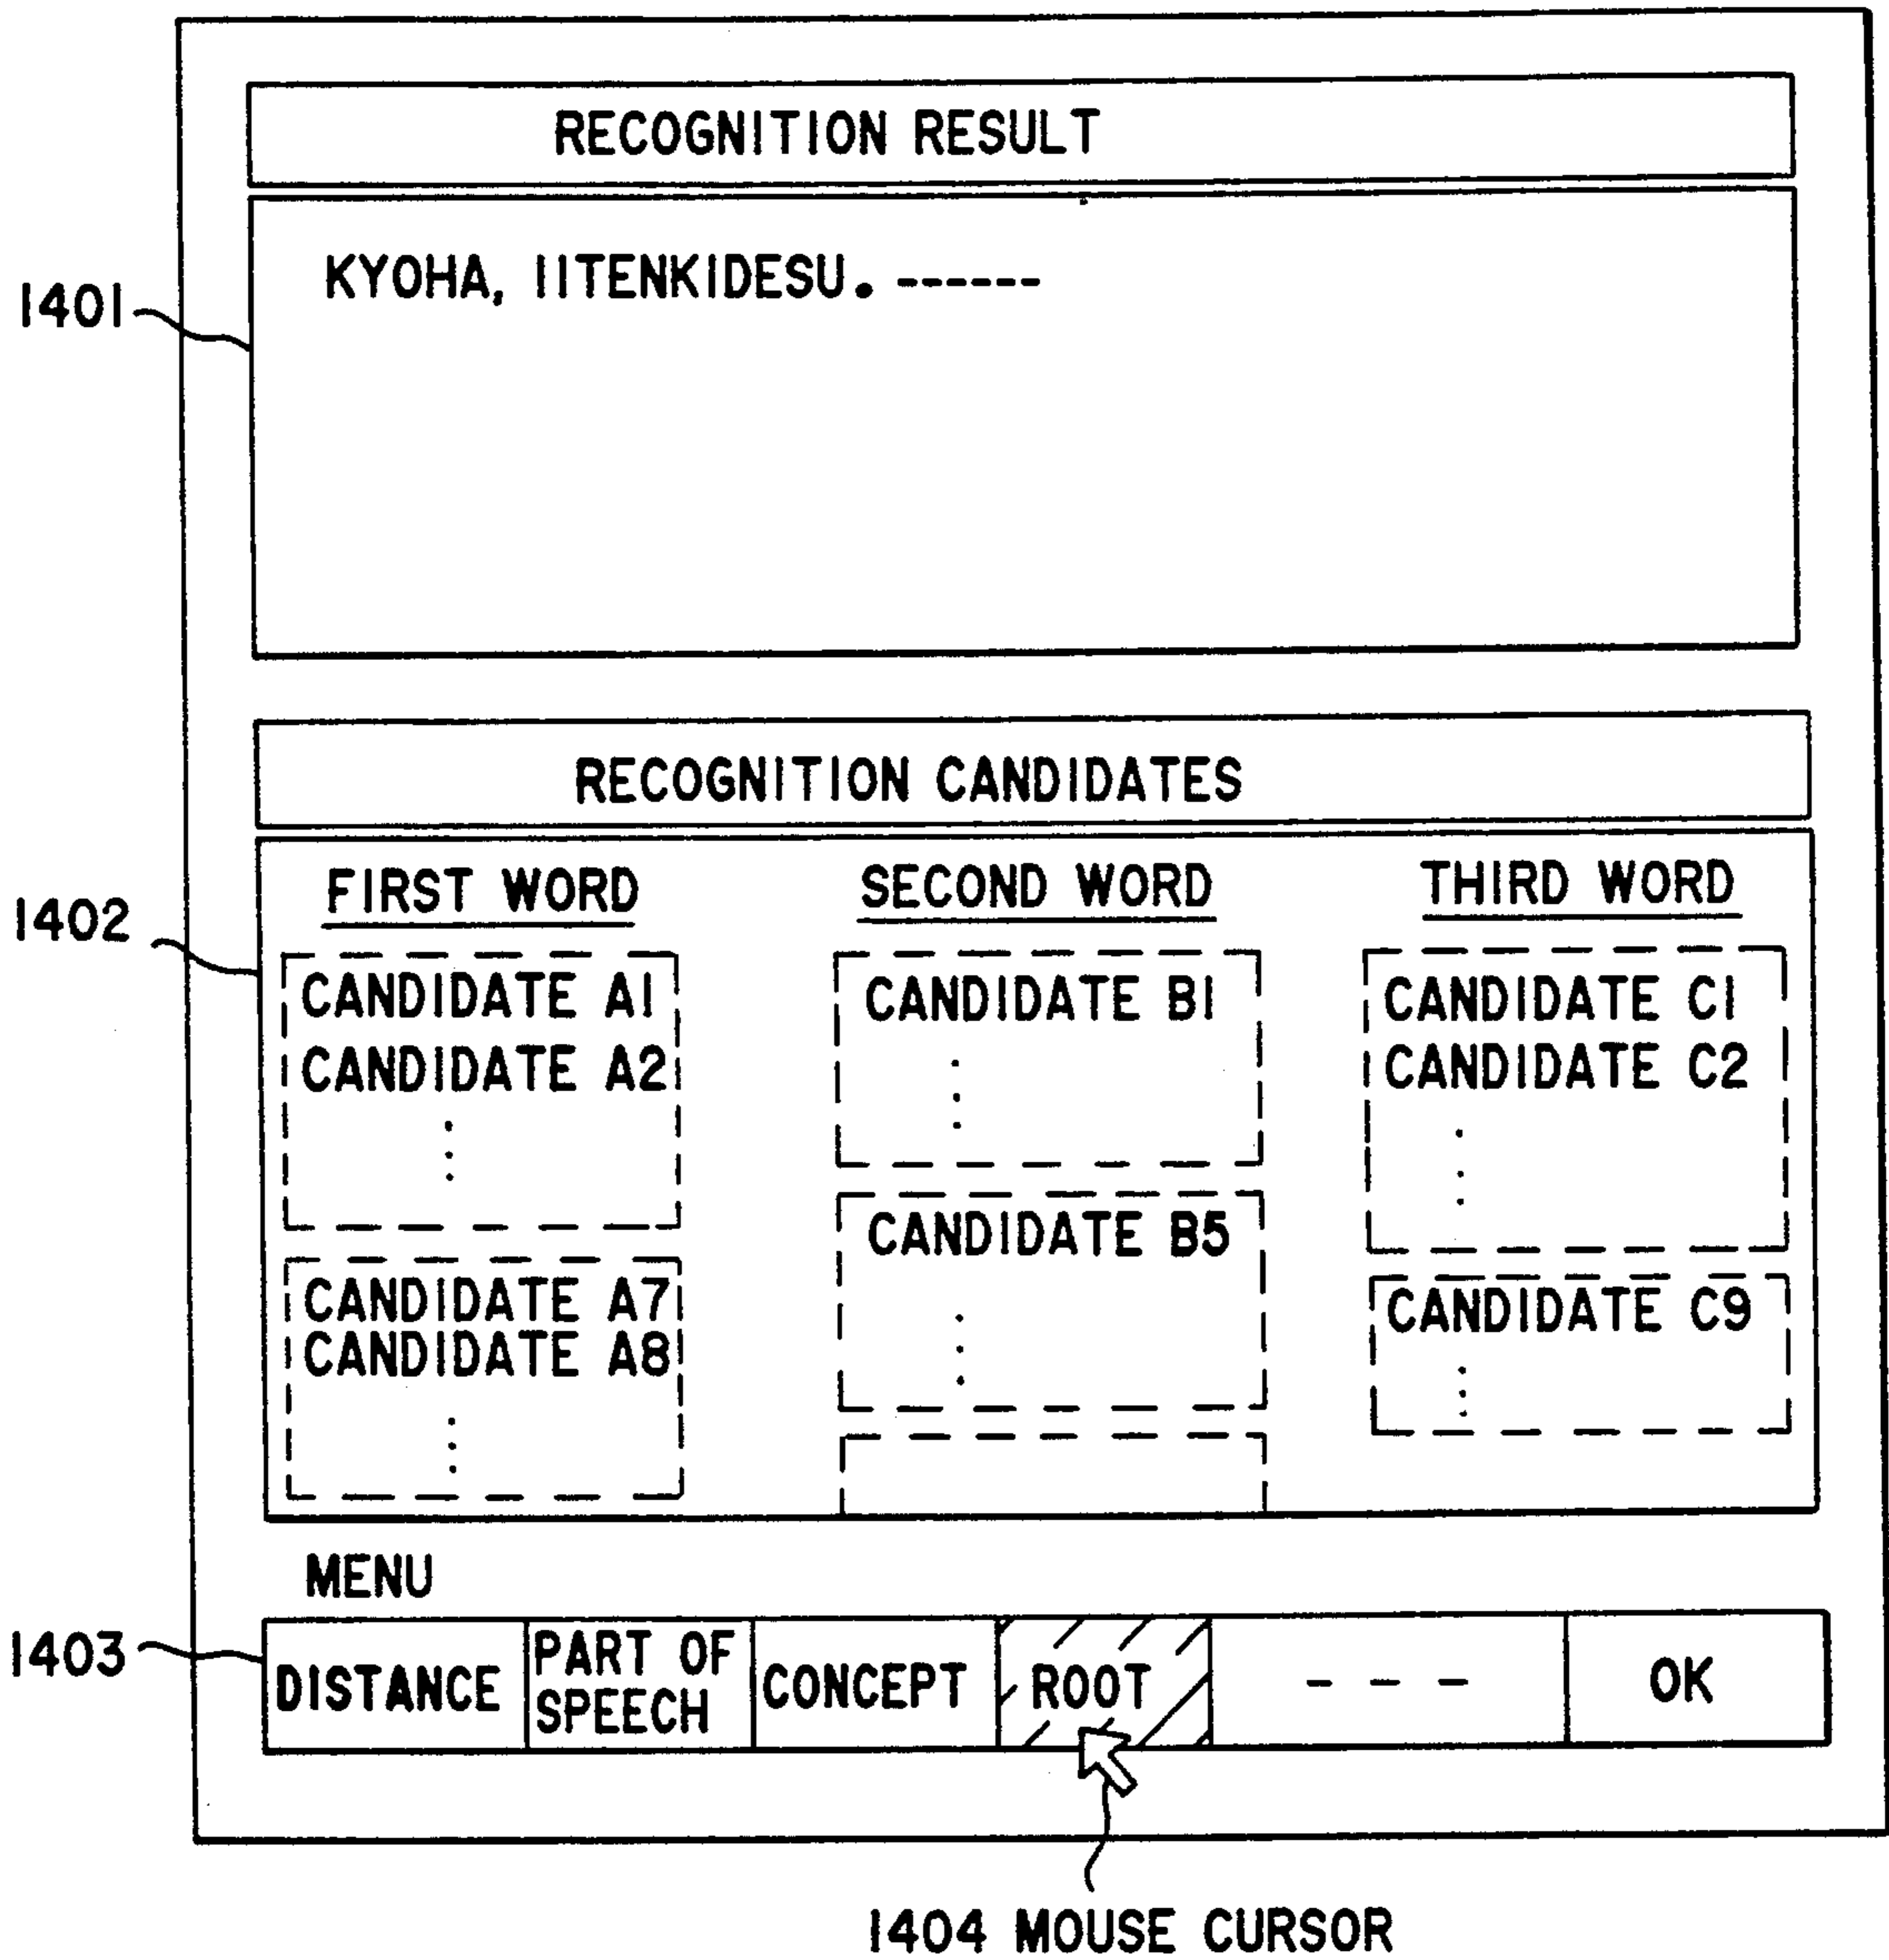 RECOGNITION RESULT
1401
KYOHA, IITENKIDESU. ------
RECOGNITION CANDIDATES
1402
FIRST WORD SECOND WORD THIRD WORD
CANDIDATE A1 CANDIDATE B1 CANDIDATE C1
CANDIDATE A2 CANDIDATE C2
CANDIDATE B5
CANDIDATE A7 CANDIDATE C9
CANDIDATE A8
MENU
1403
DISTANCE PART OF SPEECH CONCEPT ROOT - - - OK
1404 MOUSE CURSOR